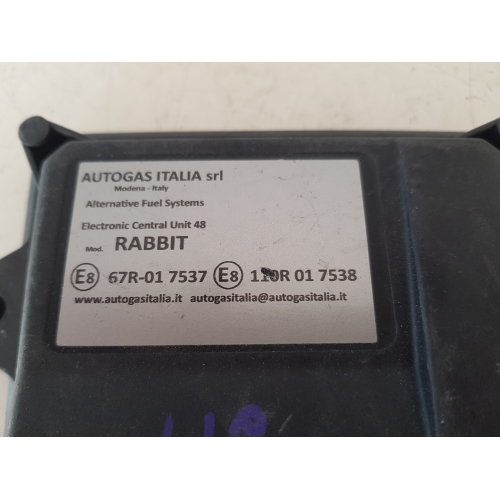 AUTOGAS ITALIA srl
Modena - Italy
Alternative Fuel Systems
Electronic Central Unit 48
Mod. RABBIT
E8 67R-01 7537 E8 110R 01 7538
www.autogasitalia.it autogasitalia@autogasitalia.it